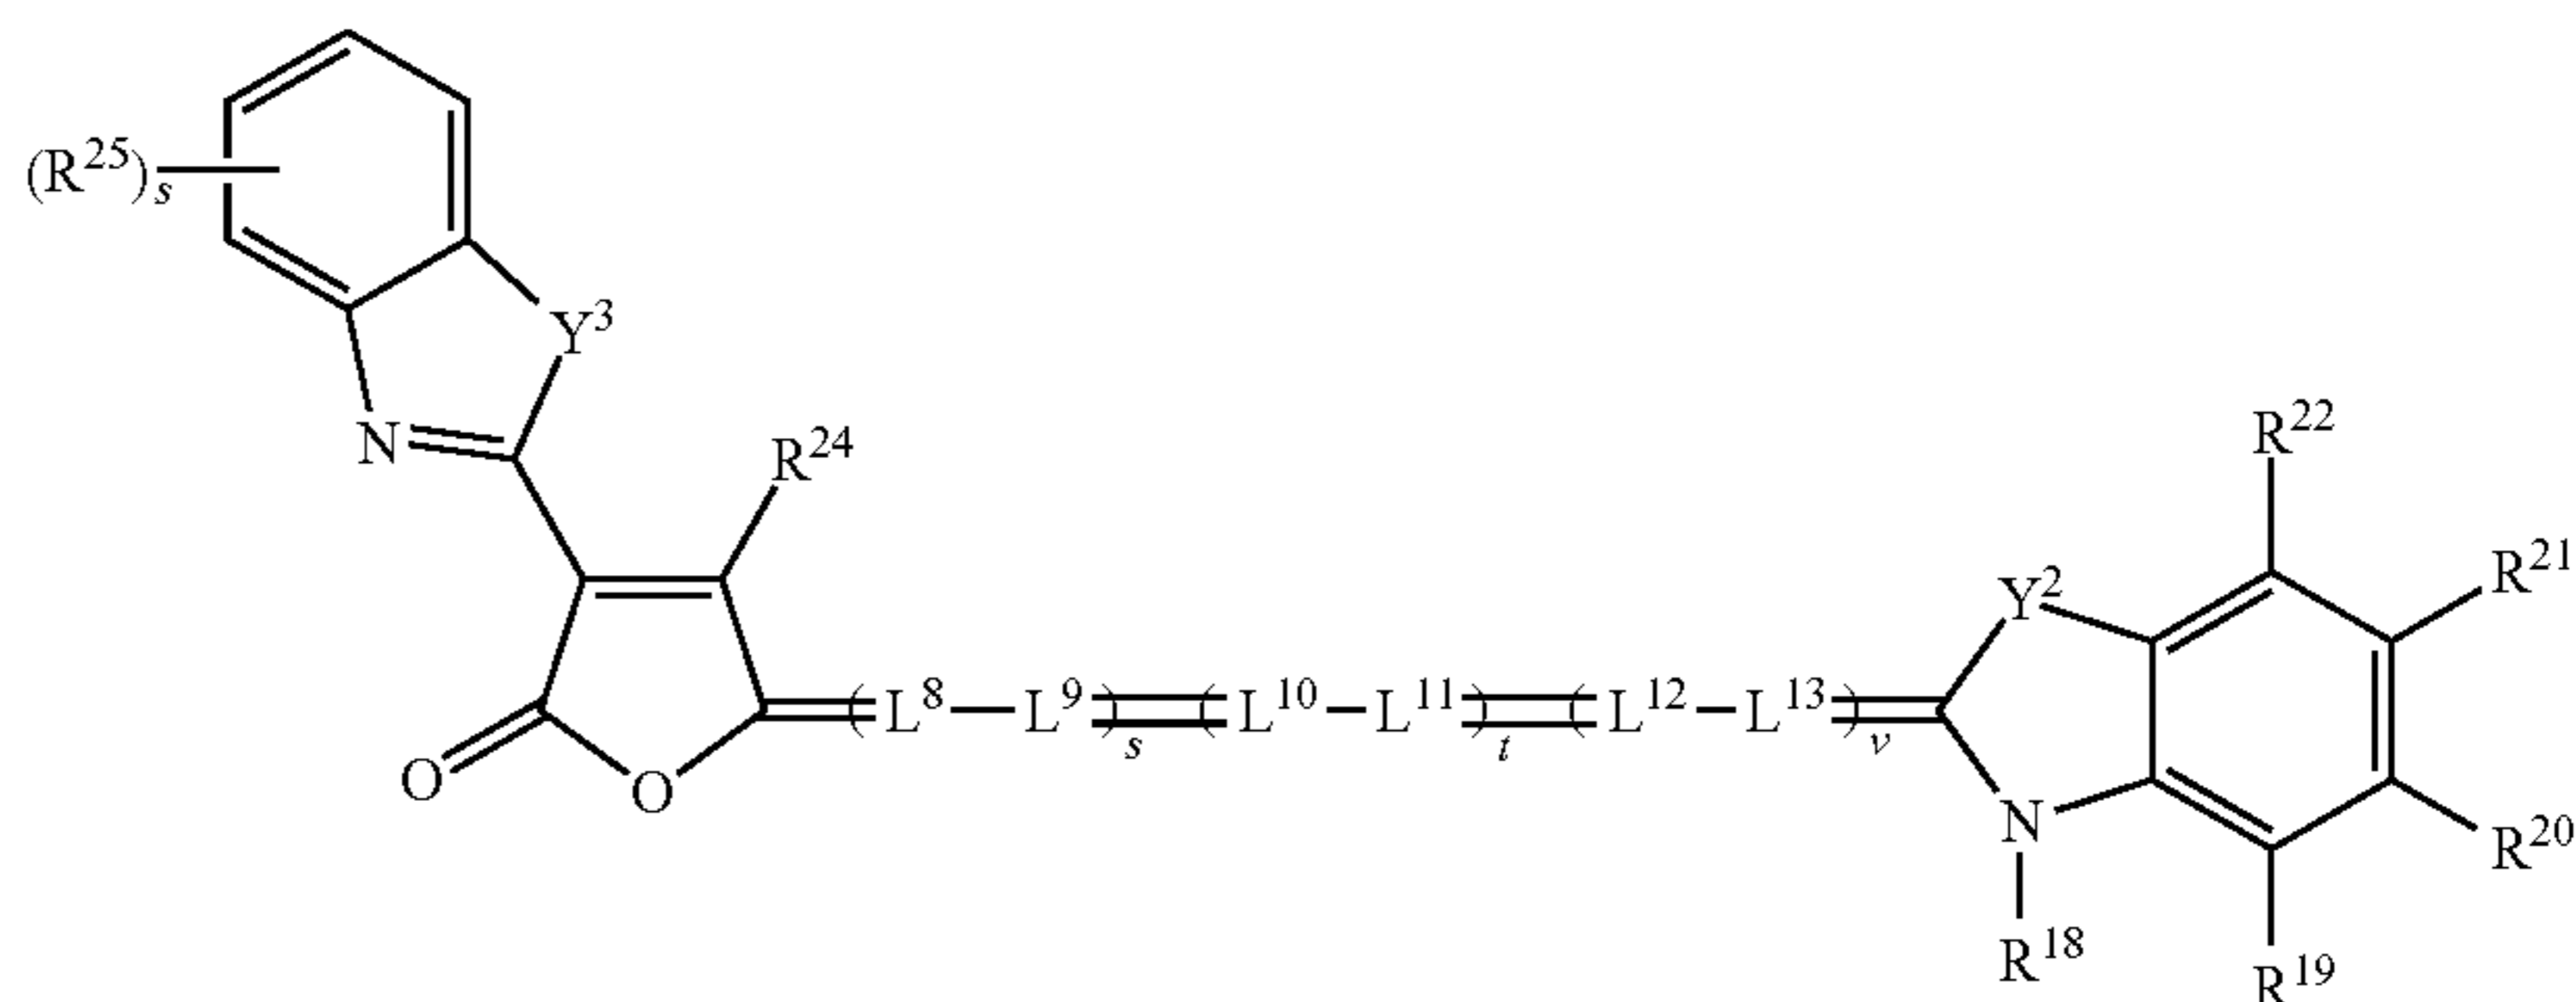 (R²⁵)s
Y³
N
R²⁴
R²²
R²¹
Y²
(L⁸—L⁹)s (L¹⁰—L¹¹)t (L¹²—L¹³)v
O
O
N
R²⁰
R¹⁸
R¹⁹